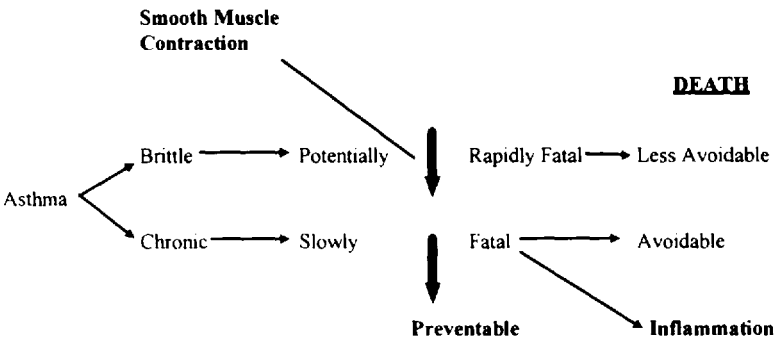 Smooth Muscle
Contraction
DEATH
Brittle Potentially Rapidly Fatal Less Avoidable
Asthma
Chronic Slowly Fatal Avoidable
Preventable Inflammation